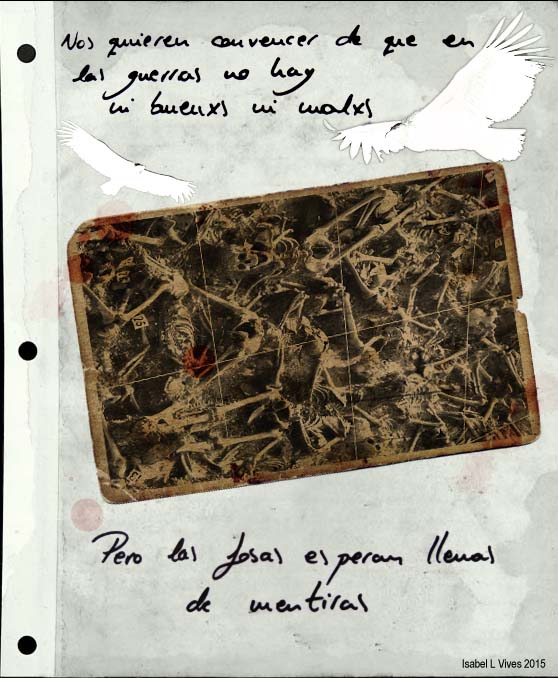 Nos quieren convencer de que en
las guerras no hay
ni buenxs ni malxs
Pero las fosas esperan llenas
de mentiras
Isabel L Vives 2015